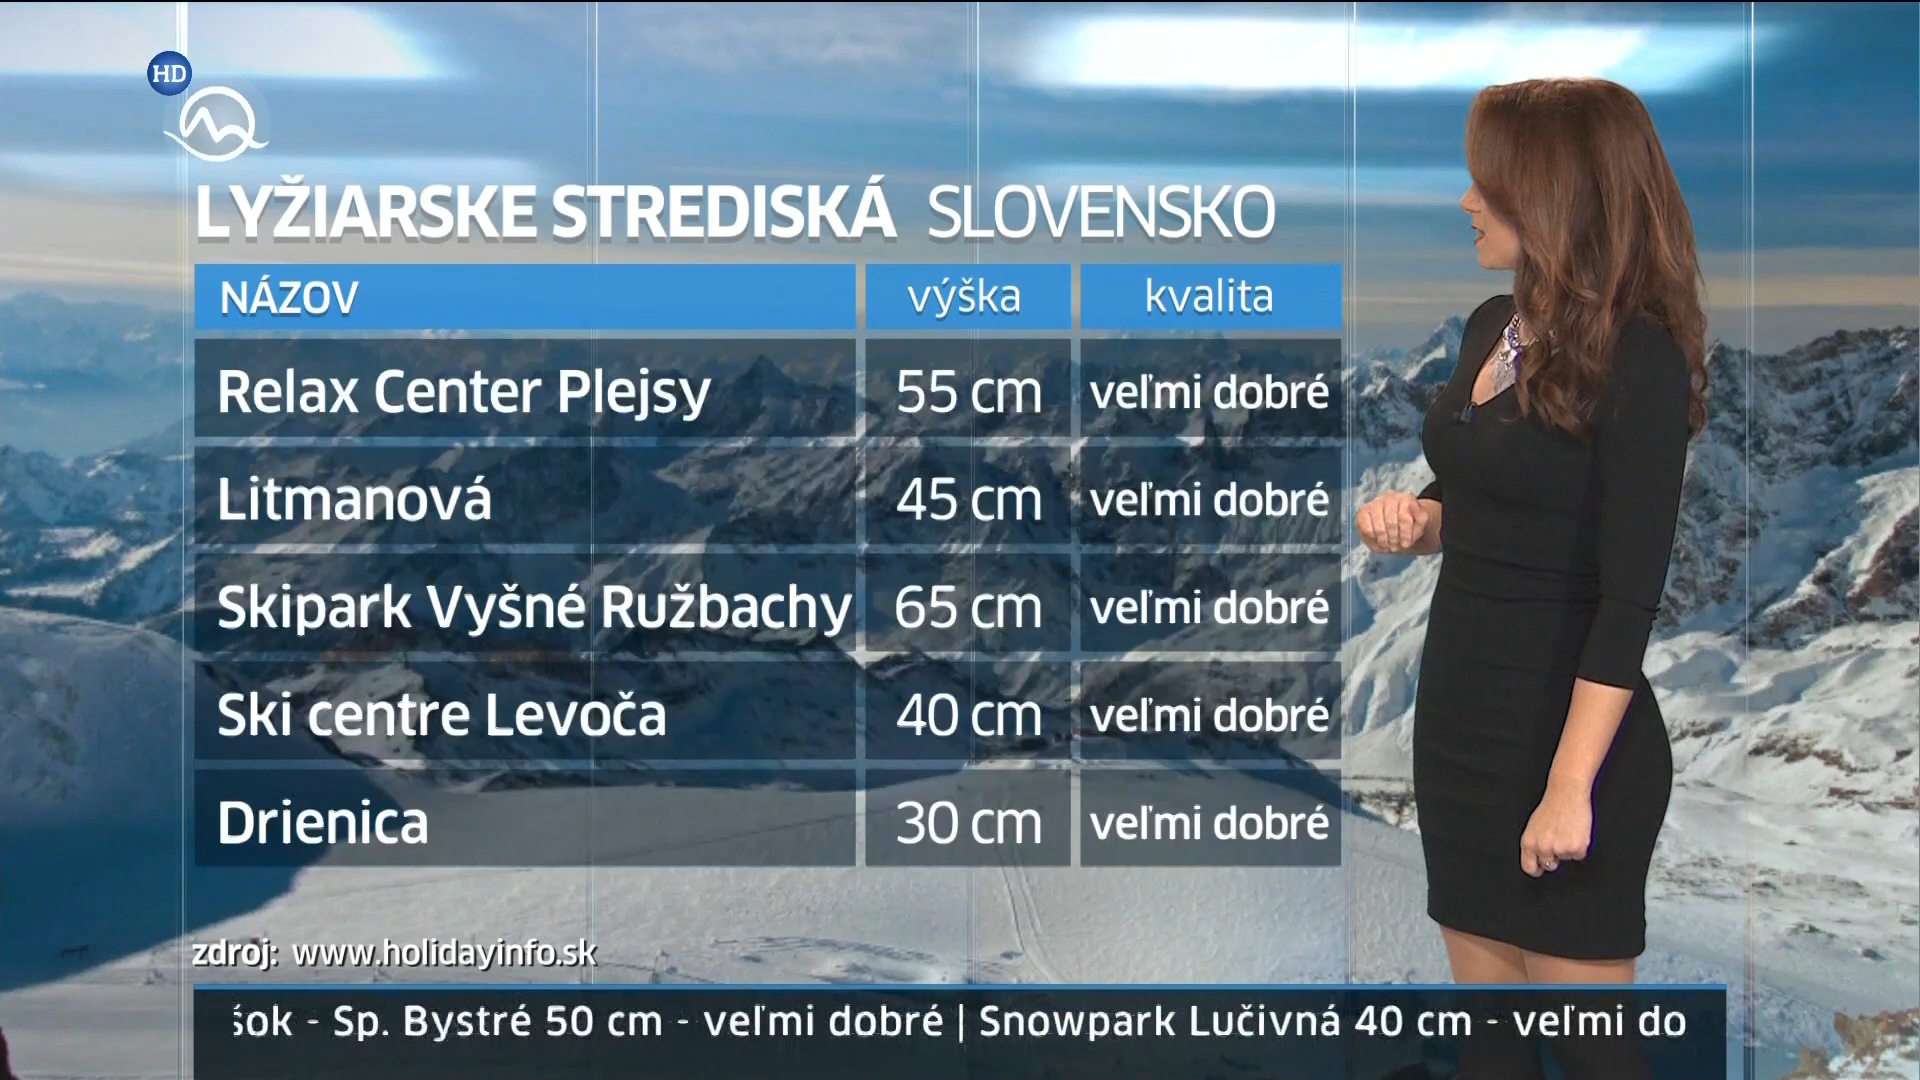 HD
LYŽIARSKE STREDISKÁ SLOVENSKO
NÁZOV výška kvalita
Relax Center Plejsy 55 cm veľmi dobré
Litmanová 45 cm veľmi dobré
Skipark Vyšné Ružbachy 65 cm veľmi dobré
Ski centre Levoča 40 cm veľmi dobré
Drienica 30 cm veľmi dobré
zdroj: www.holidayinfo.sk
šok - Sp. Bystré 50 cm - veľmi dobré | Snowpark Lučivná 40 cm - veľmi do